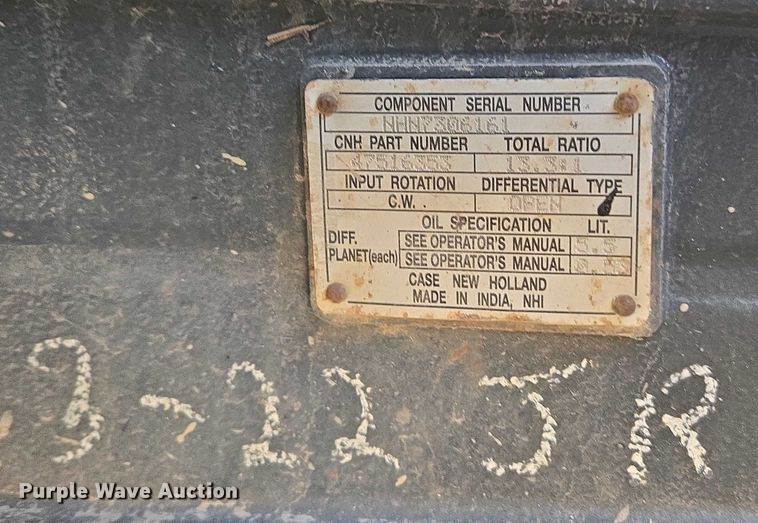 COMPONENT SERIAL NUMBER
NHN7306161
CNH PART NUMBER TOTAL RATIO
47516353 13.3:1
INPUT ROTATION DIFFERENTIAL TYPE
C.W. OPEN
OIL SPECIFICATION LIT.
DIFF. SEE OPERATOR'S MANUAL 5.5
PLANET(each) SEE OPERATOR'S MANUAL
CASE NEW HOLLAND
MADE IN INDIA, NHI
3-22 JR
Purple Wave Auction